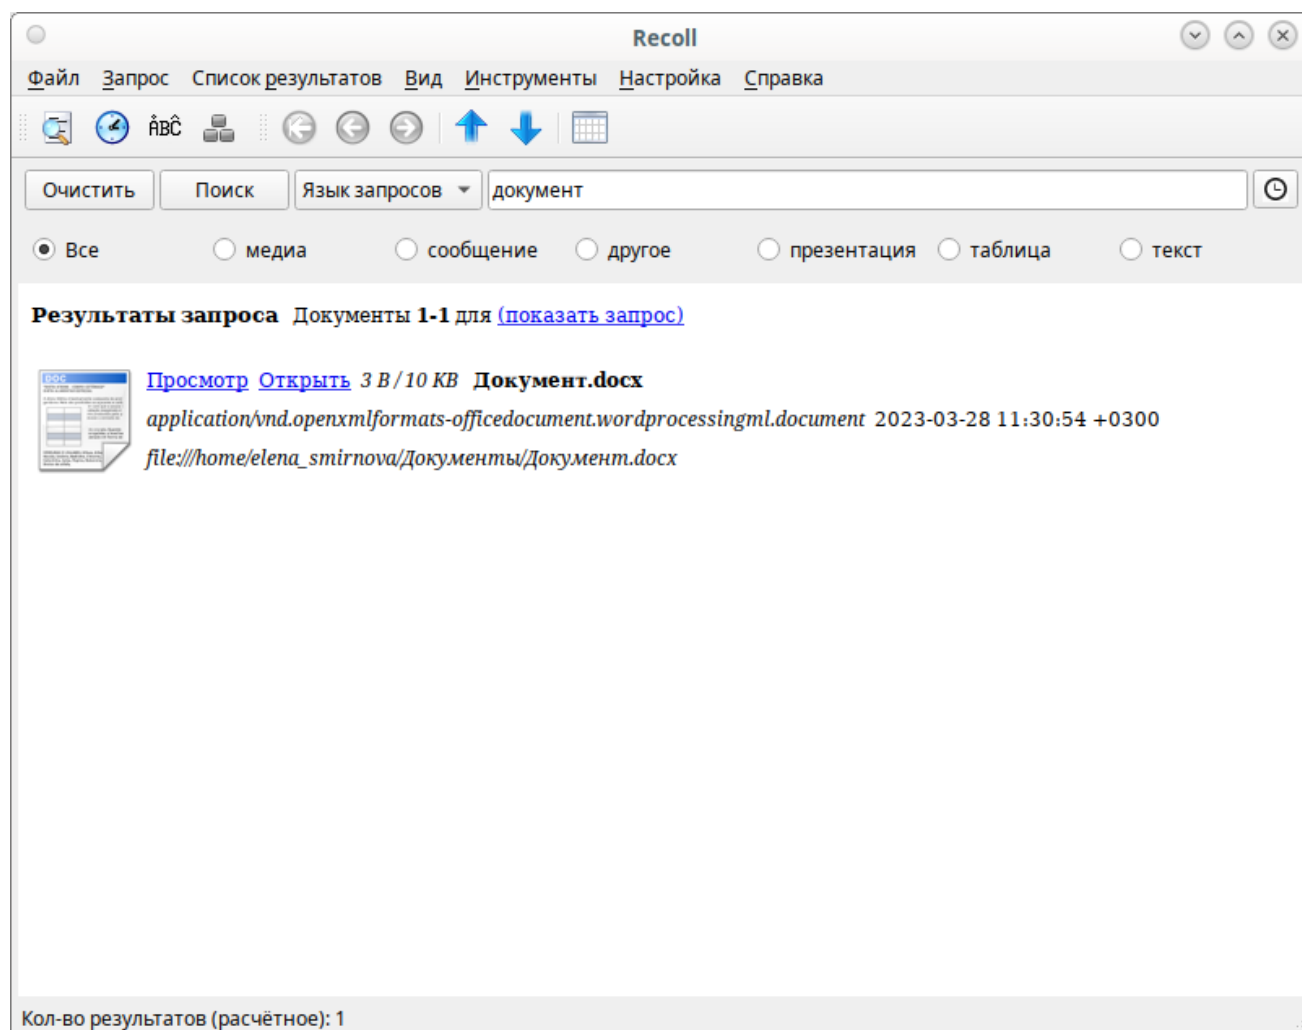 Recoll
Файл Запрос Список результатов Вид Инструменты Настройка Справка
ÅBĈ
Очистить Поиск Язык запросов документ
Все медиа сообщение другое презентация таблица текст
Результаты запроса Документы 1-1 для (показать запрос)
DOC
Просмотр Открыть 3 B / 10 KB Документ.docx
application/vnd.openxmlformats-officedocument.wordprocessingml.document 2023-03-28 11:30:54 +0300
file:///home/elena_smirnova/Документы/Документ.docx
Кол-во результатов (расчётное): 1